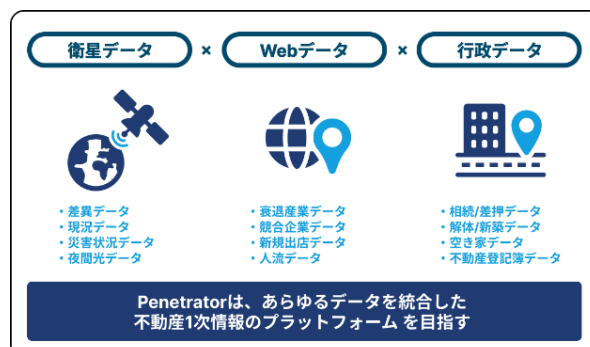 衛星データ × Webデータ × 行政データ
・差異データ
・現況データ
・災害状況データ
・夜間光データ
・衰退産業データ
・競合企業データ
・新規出店データ
・人流データ
・相続/差押データ
・解体/新築データ
・空き家データ
・不動産登記簿データ
Penetratorは、あらゆるデータを統合した
不動産1次情報のプラットフォーム を目指す